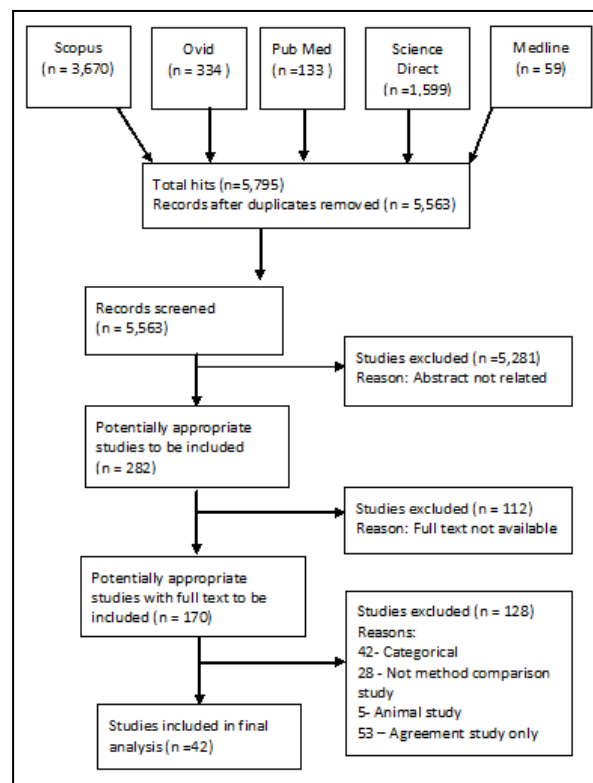 Scopus
(n = 3,670)
Ovid
(n = 334 )
Pub Med
(n =133 )
Science
Direct
(n =1,599)
Medline
(n = 59)
Total hits (n=5,795)
Records after duplicates removed (n = 5,563)
Records screened
(n = 5,563)
Studies excluded (n =5,281)
Reason: Abstract not related
Potentially appropriate
studies to be included
(n = 282)
Studies excluded (n = 112)
Reason: Full text not available
Potentially appropriate
studies with full text to be
included (n = 170)
Studies excluded (n = 128)
Reasons:
42- Categorical
28 - Not method comparison
study
5- Animal study
53 – Agreement study only
Studies included in final
analysis (n =42)